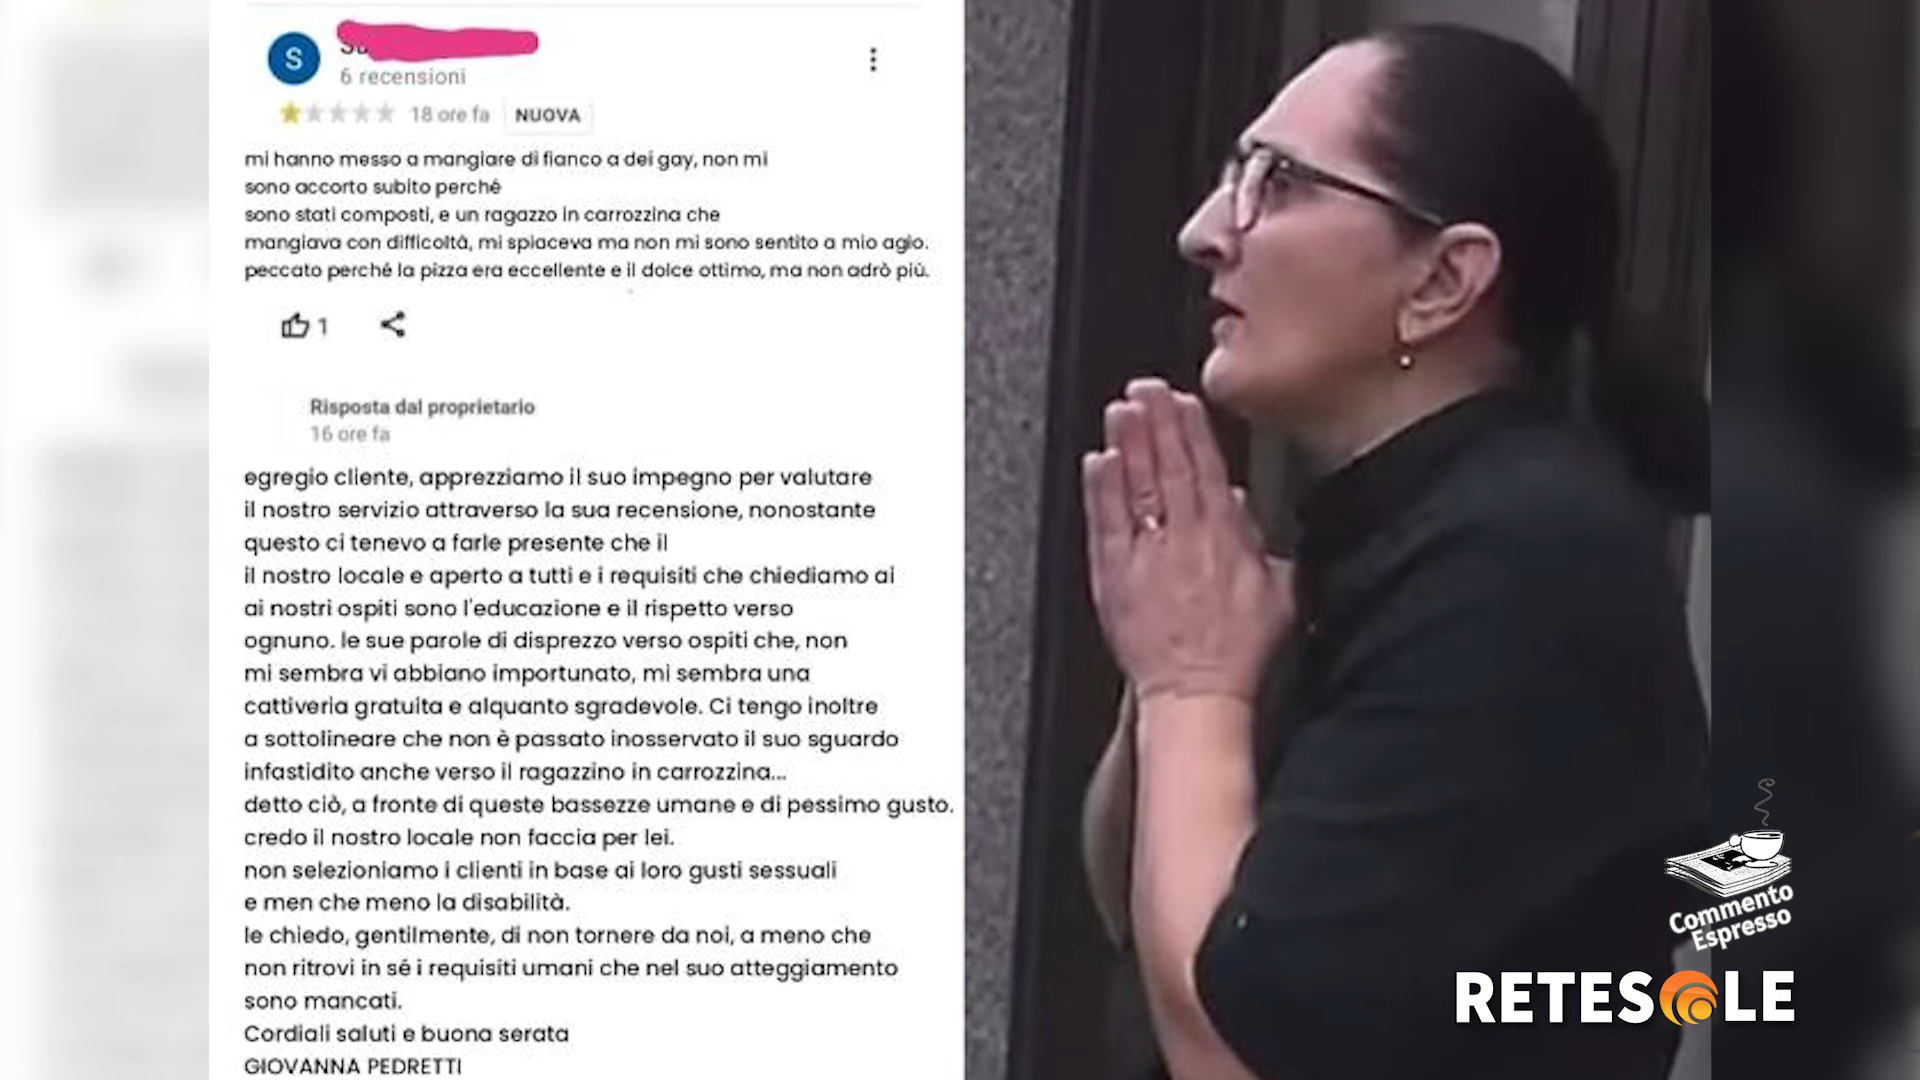 S
6 recensioni
18 ore fa NUOVA
mi hanno messo a mangiare di fianco a dei gay, non mi
sono accorto subito perché
sono stati composti, e un ragazzo in carrozzina che
mangiava con difficoltà, mi spiaceva ma non mi sono sentito a mio agio.
peccato perché la pizza era eccellente e il dolce ottimo, ma non adrò più.
1
Risposta dal proprietario
16 ore fa
egregio cliente, apprezziamo il suo impegno per valutare
il nostro servizio attraverso la sua recensione, nonostante
questo ci tenevo a farle presente che il
il nostro locale e aperto a tutti e i requisiti che chiediamo ai
ai nostri ospiti sono l'educazione e il rispetto verso
ognuno. le sue parole di disprezzo verso ospiti che, non
mi sembra vi abbiano importunato, mi sembra una
cattiveria gratuita e alquanto sgradevole. Ci tengo inoltre
a sottolineare che non è passato inosservato il suo sguardo
infastidito anche verso il ragazzino in carrozzina...
detto ciò, a fronte di queste bassezze umane e di pessimo gusto.
credo il nostro locale non faccia per lei.
non selezioniamo i clienti in base ai loro gusti sessuali
e men che meno la disabilità.
le chiedo, gentilmente, di non tornere da noi, a meno che
non ritrovi in sé i requisiti umani che nel suo atteggiamento
sono mancati.
Cordiali saluti e buona serata
GIOVANNA PEDRETTI
Commento
Espresso
RETESOLE